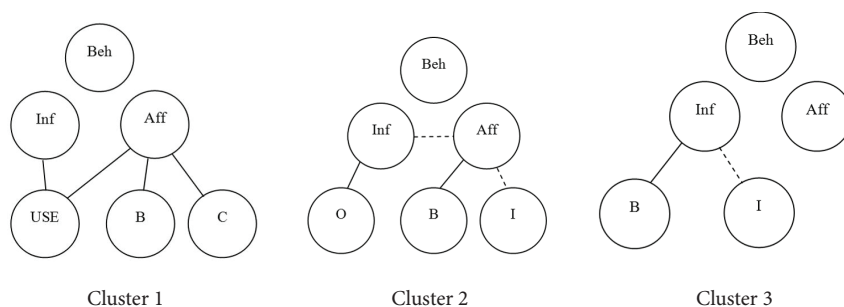 Beh
Inf
Aff
USE
B
C
Cluster 1
Beh
Inf
Aff
O
B
I
Cluster 2
Beh
Inf
Aff
B
I
Cluster 3